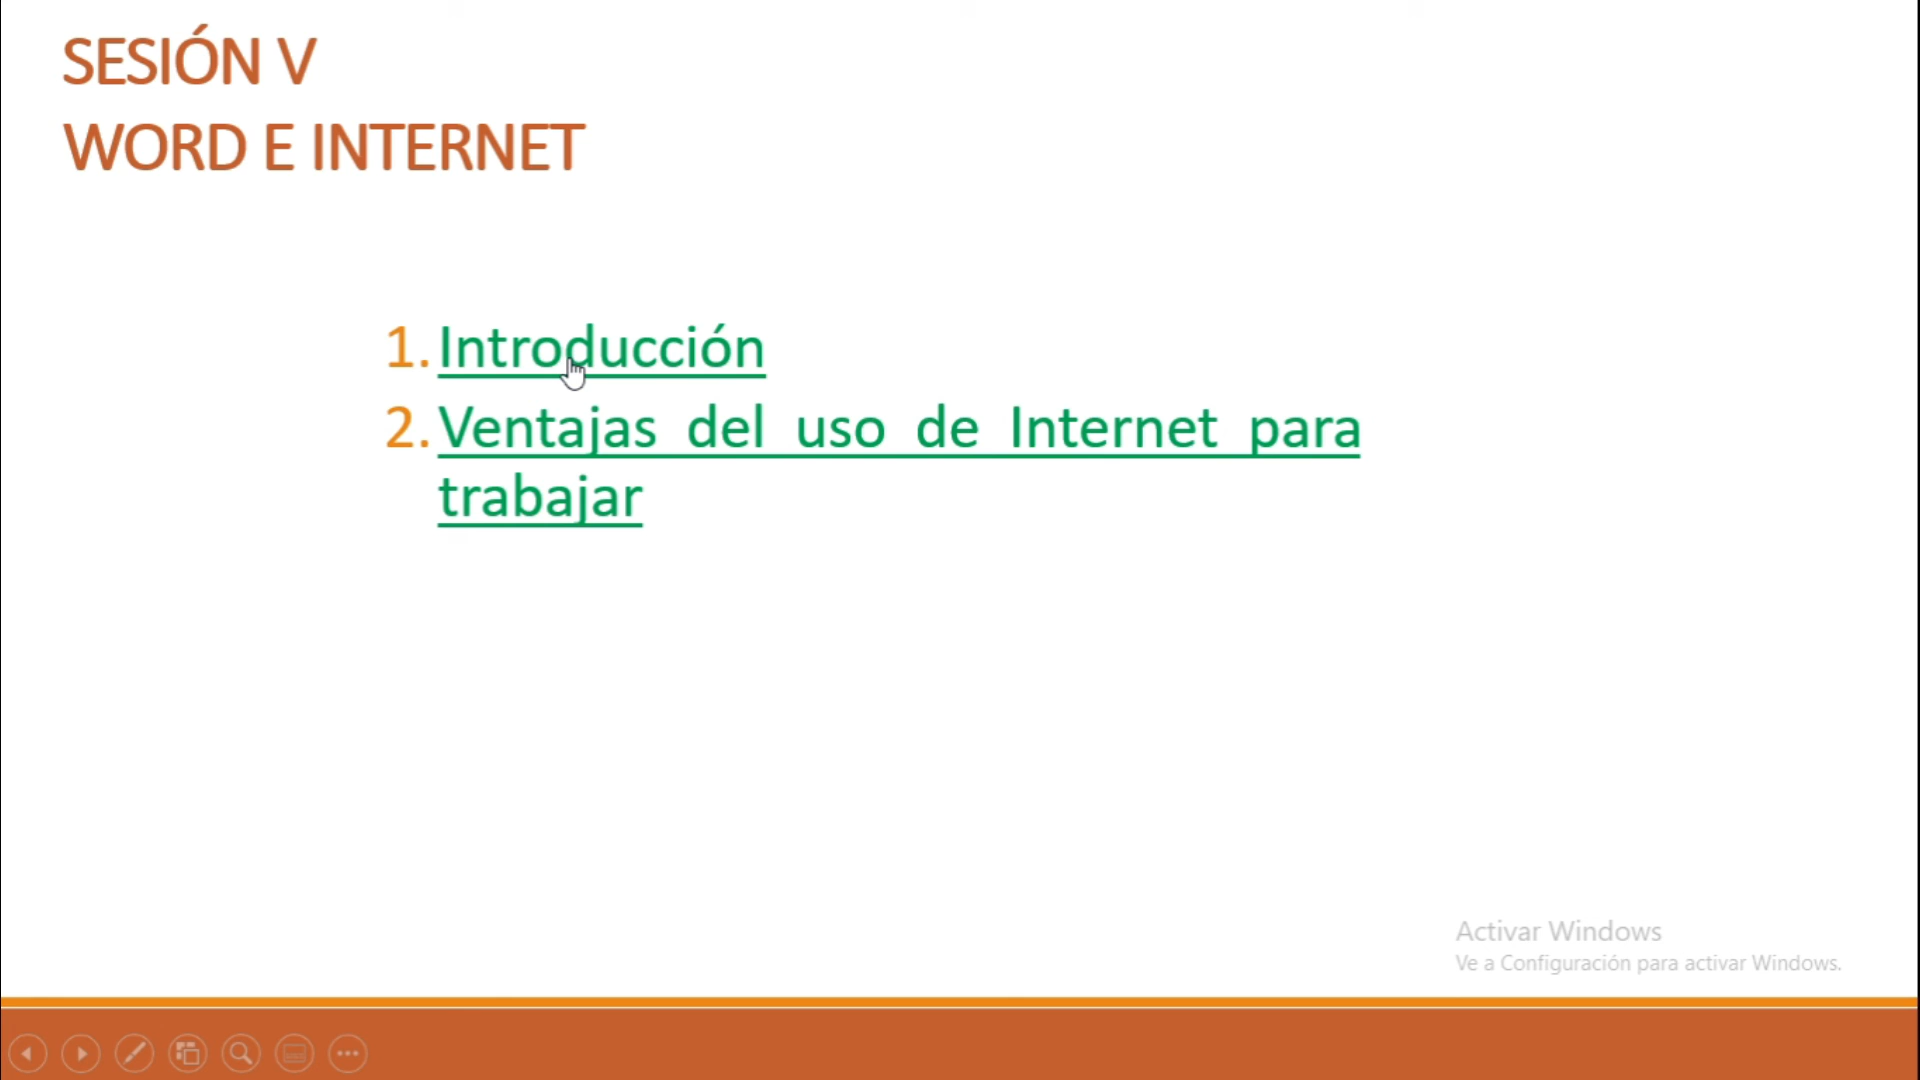 SESIÓN V
WORD E INTERNET
1. Introducción
2. Ventajas del uso de Internet para
trabajar
Activar Windows
Ve a Configuración para activar Windows.